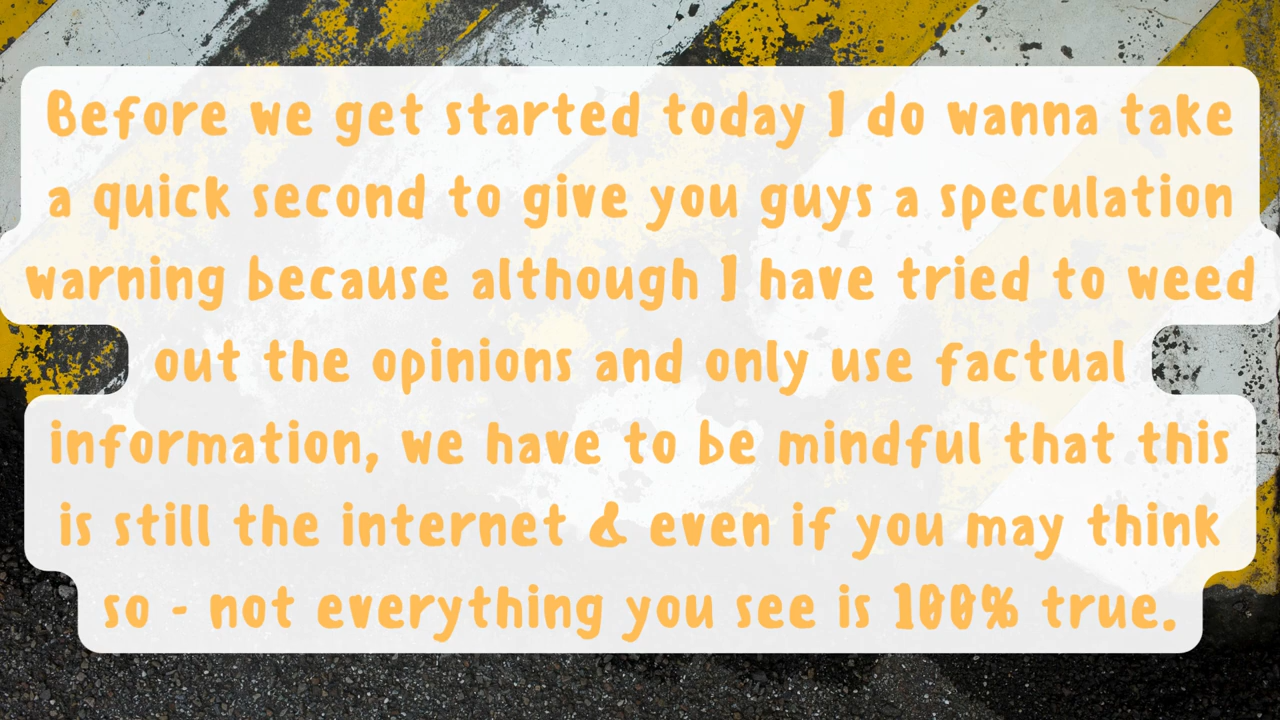 Before we get started today I do wanna take
a quick second to give you guys a speculation
warning because although I have tried to weed
out the opinions and only use factual
information, we have to be mindful that this
is still the internet & even if you may think
so - not everything you see is 100% true.